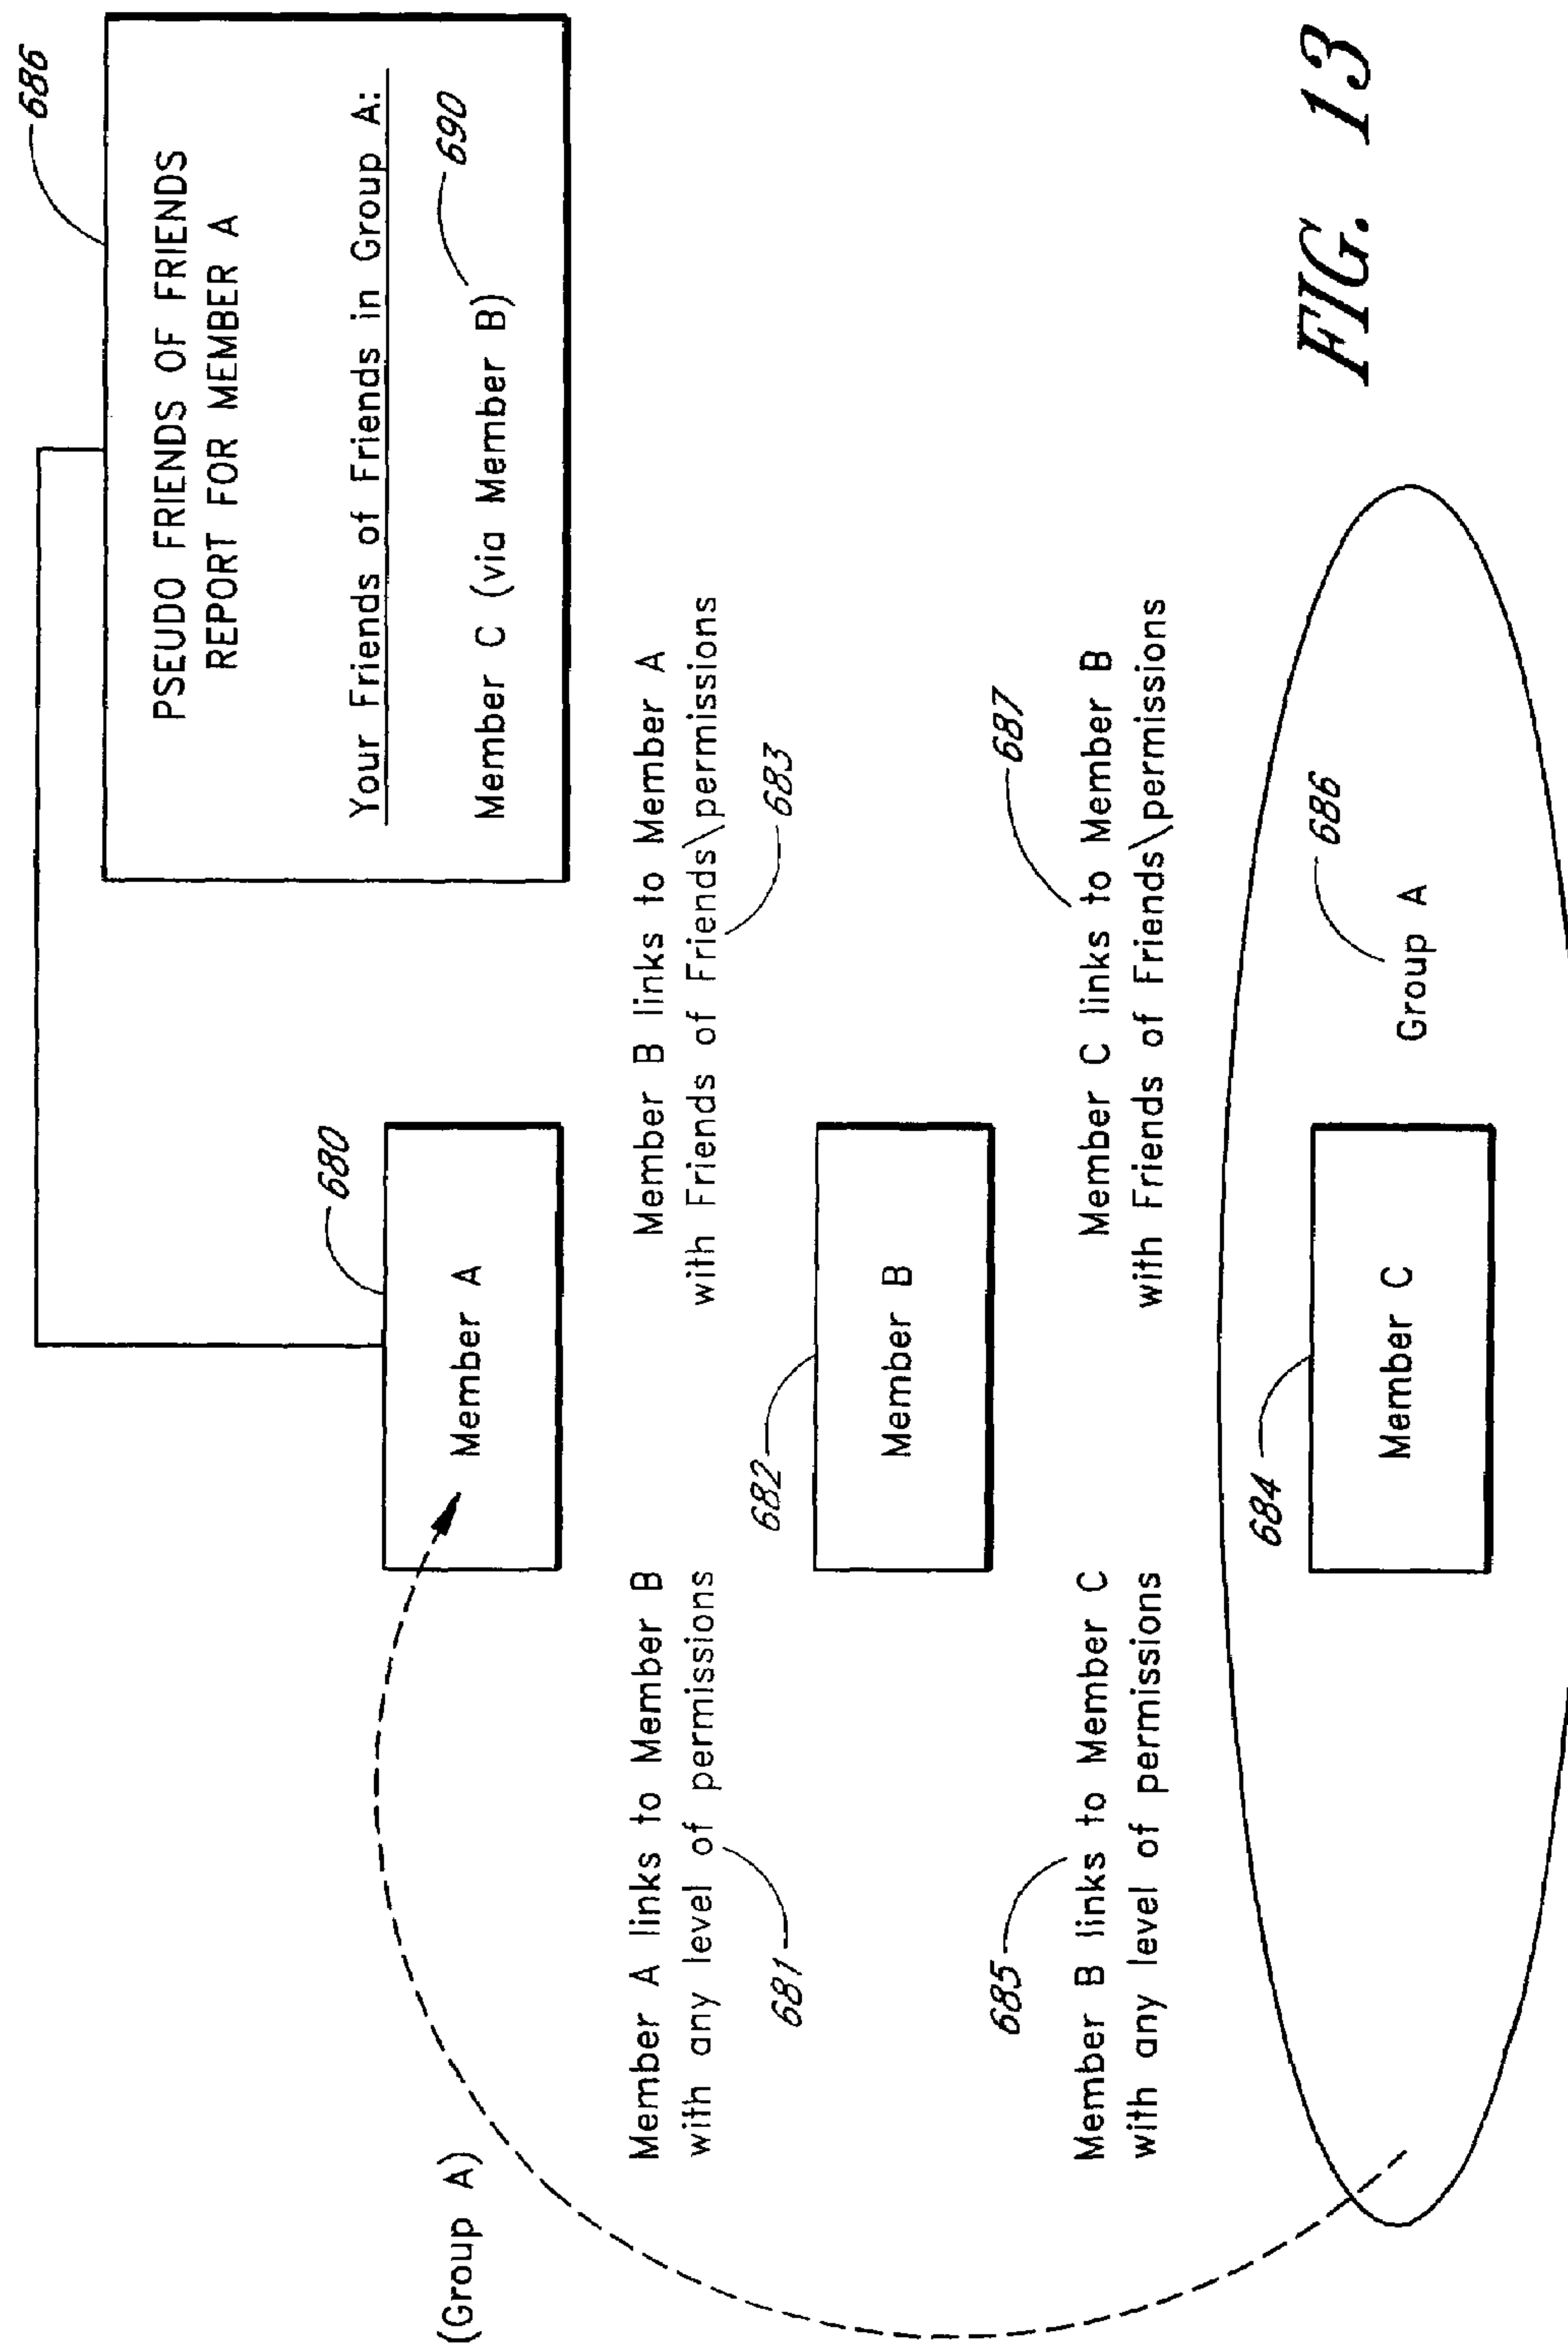 686
PSEUDO FRIENDS OF FRIENDS
REPORT FOR MEMBER A
Your Friends of Friends in Group A:
690
Member C (via Member B)
(Group A)
680
Member A
Member A links to Member B
with any level of permissions
681
Member B links to Member A
with Friends of Friends\permissions
683
682
Member B
685
Member B links to Member C
with any level of permissions
687
Member C links to Member B
with Friends of Friends\permissions
684
Member C
686
Group A
FIG. 13